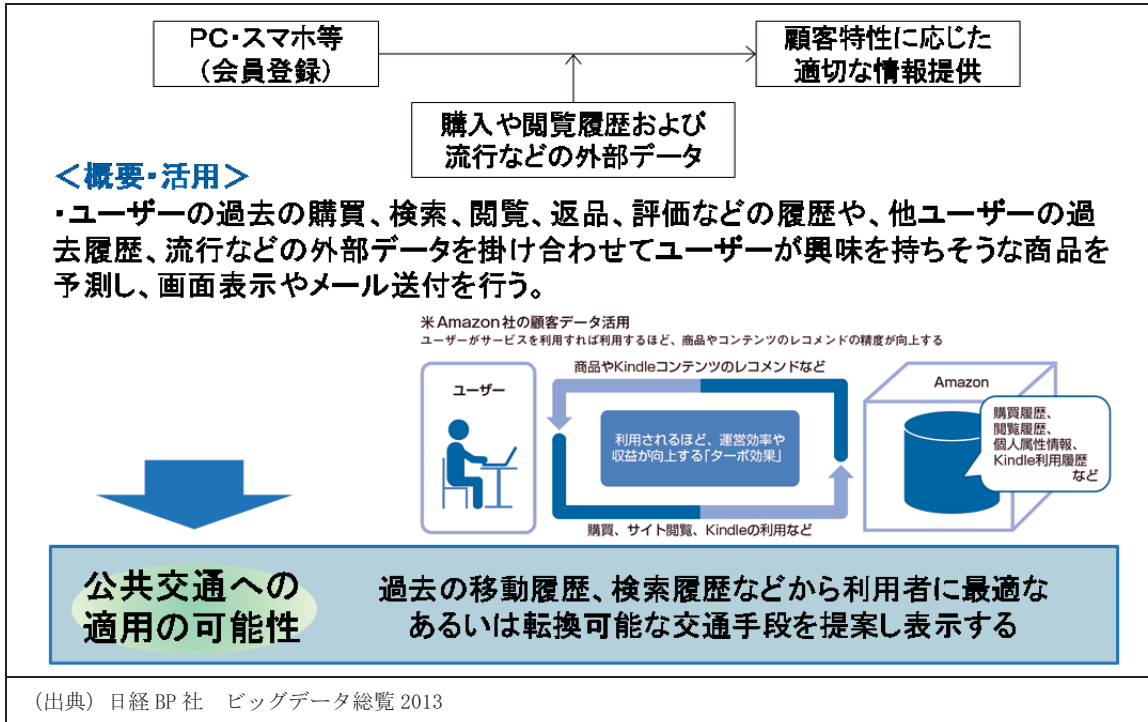 PC・スマホ等
（会員登録）
顧客特性に応じた
適切な情報提供
購入や閲覧履歴および
流行などの外部データ
＜概要・活用＞
・ユーザーの過去の購買、検索、閲覧、返品、評価などの履歴や、他ユーザーの過
去履歴、流行などの外部データを掛け合わせてユーザーが興味を持ちそうな商品を
予測し、画面表示やメール送付を行う。
米Amazon社の顧客データ活用
ユーザーがサービスを利用すれば利用するほど、商品やコンテンツのレコメンドの精度が向上する
商品やKindleコンテンツのレコメンドなど
ユーザー
Amazon
購買履歴、
閲覧履歴、
個人属性情報、
Kindle利用履歴
など
利用されるほど、運営効率や
収益が向上する「ターボ効果」
購買、サイト閲覧、Kindleの利用など
公共交通への
適用の可能性
過去の移動履歴、検索履歴などから利用者に最適な
あるいは転換可能な交通手段を提案し表示する
（出典）日経 BP 社　ビッグデータ総覧 2013